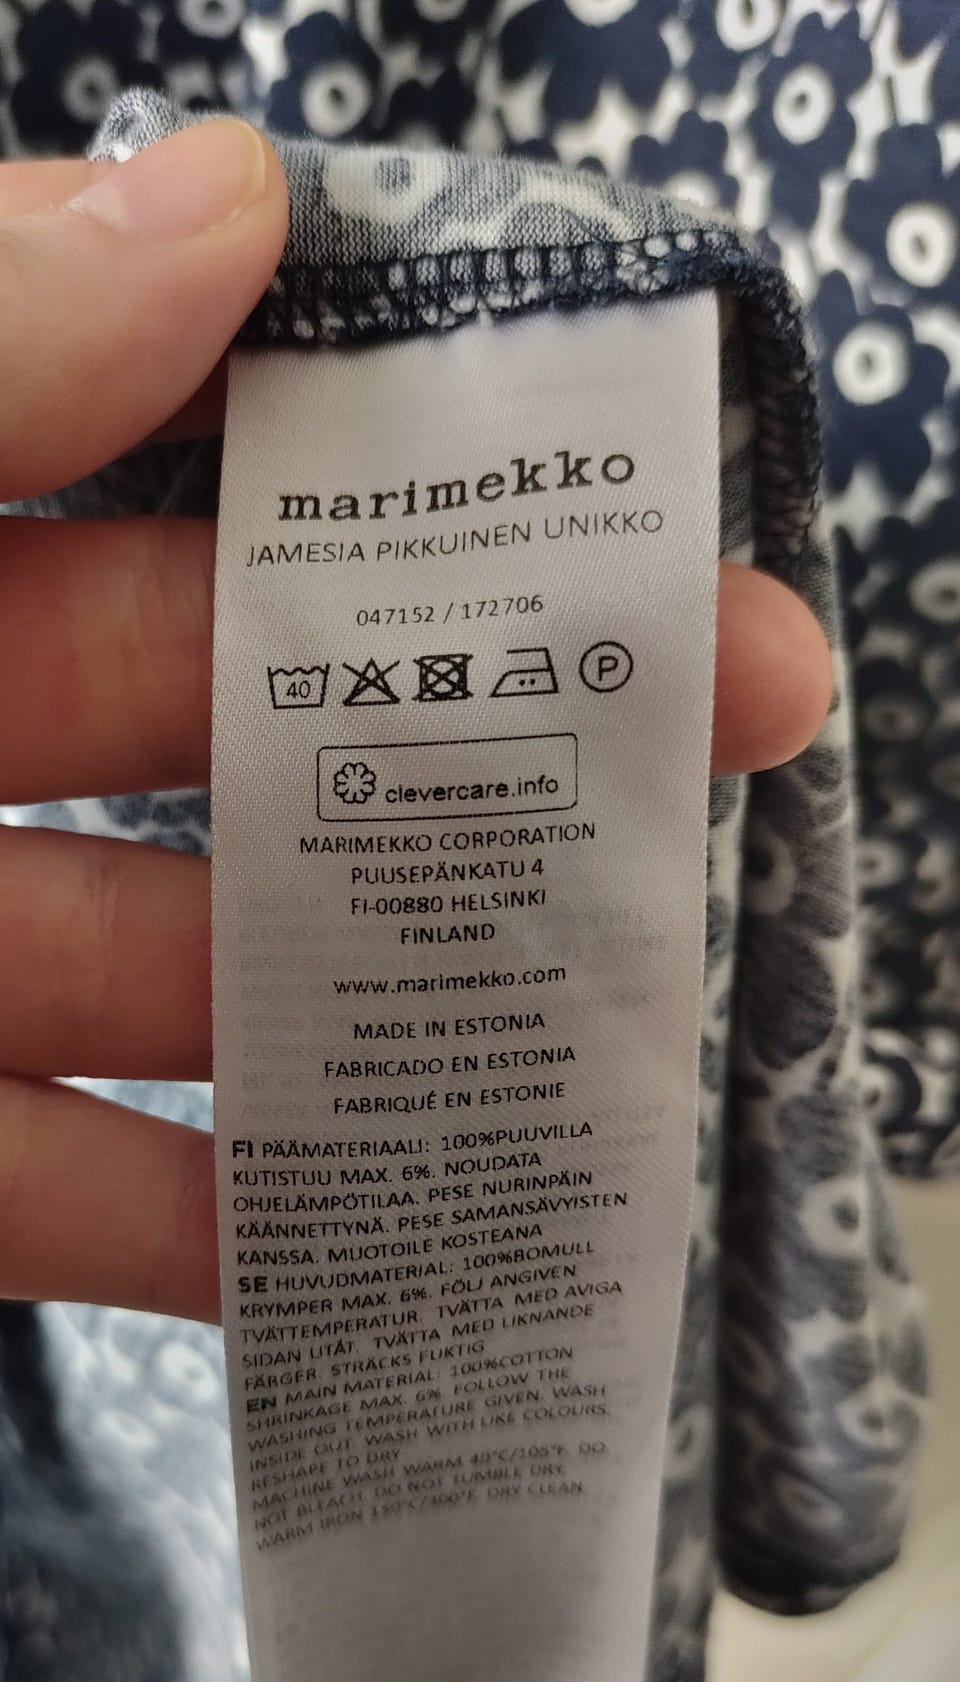 marimekko
JAMESIA PIKKUINEN UNIKKO
047152 / 172706
40 P
clevercare.info
MARIMEKKO CORPORATION
PUUSEPÄNKATU 4
FI-00880 HELSINKI
FINLAND
www.marimekko.com
MADE IN ESTONIA
FABRICADO EN ESTONIA
FABRIQUÉ EN ESTONIE
FI PÄÄMATERIAALI: 100%PUUVILLA
KUTISTUU MAX. 6%. NOUDATA
OHJELÄMPÖTILAA. PESE NURINPÄIN
KÄÄNNETTYNÄ. PESE SAMANSÄVYISTEN
KANSSA. MUOTOILE KOSTEANA
SE HUVUDMATERIAL: 100%BOMULL
KRYMPER MAX. 6%. FÖLJ ANGIVEN
TVÄTTEMPERATUR. TVÄTTA MED AVIGA
SIDAN UTÅT. TVÄTTA MED LIKNANDE
FÄRGER. STRÄCKS FUKTIG
EN MAIN MATERIAL: 100%COTTON
SHRINKAGE MAX. 6%. FOLLOW THE
WASHING TEMPERATURE GIVEN. WASH
INSIDE OUT. WASH WITH LIKE COLOURS.
RESHAPE TO DRY
MACHINE WASH WARM 40°C/105°F. DO
NOT BLEACH. DO NOT TUMBLE DRY.
WARM IRON 150°C/300°F. DRY CLEAN